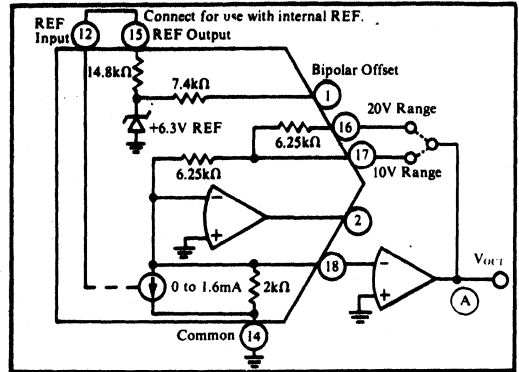 Connect for use with internal REF.
REF
Input
12
15
REF Output
14.8kΩ
7.4kΩ
Bipolar Offset
1
+6.3V REF
20V Range
16
6.25kΩ
17
6.25kΩ
10V Range
−
+
2
18
−
+
VOUT
0 to 1.6mA
2kΩ
A
Common
14